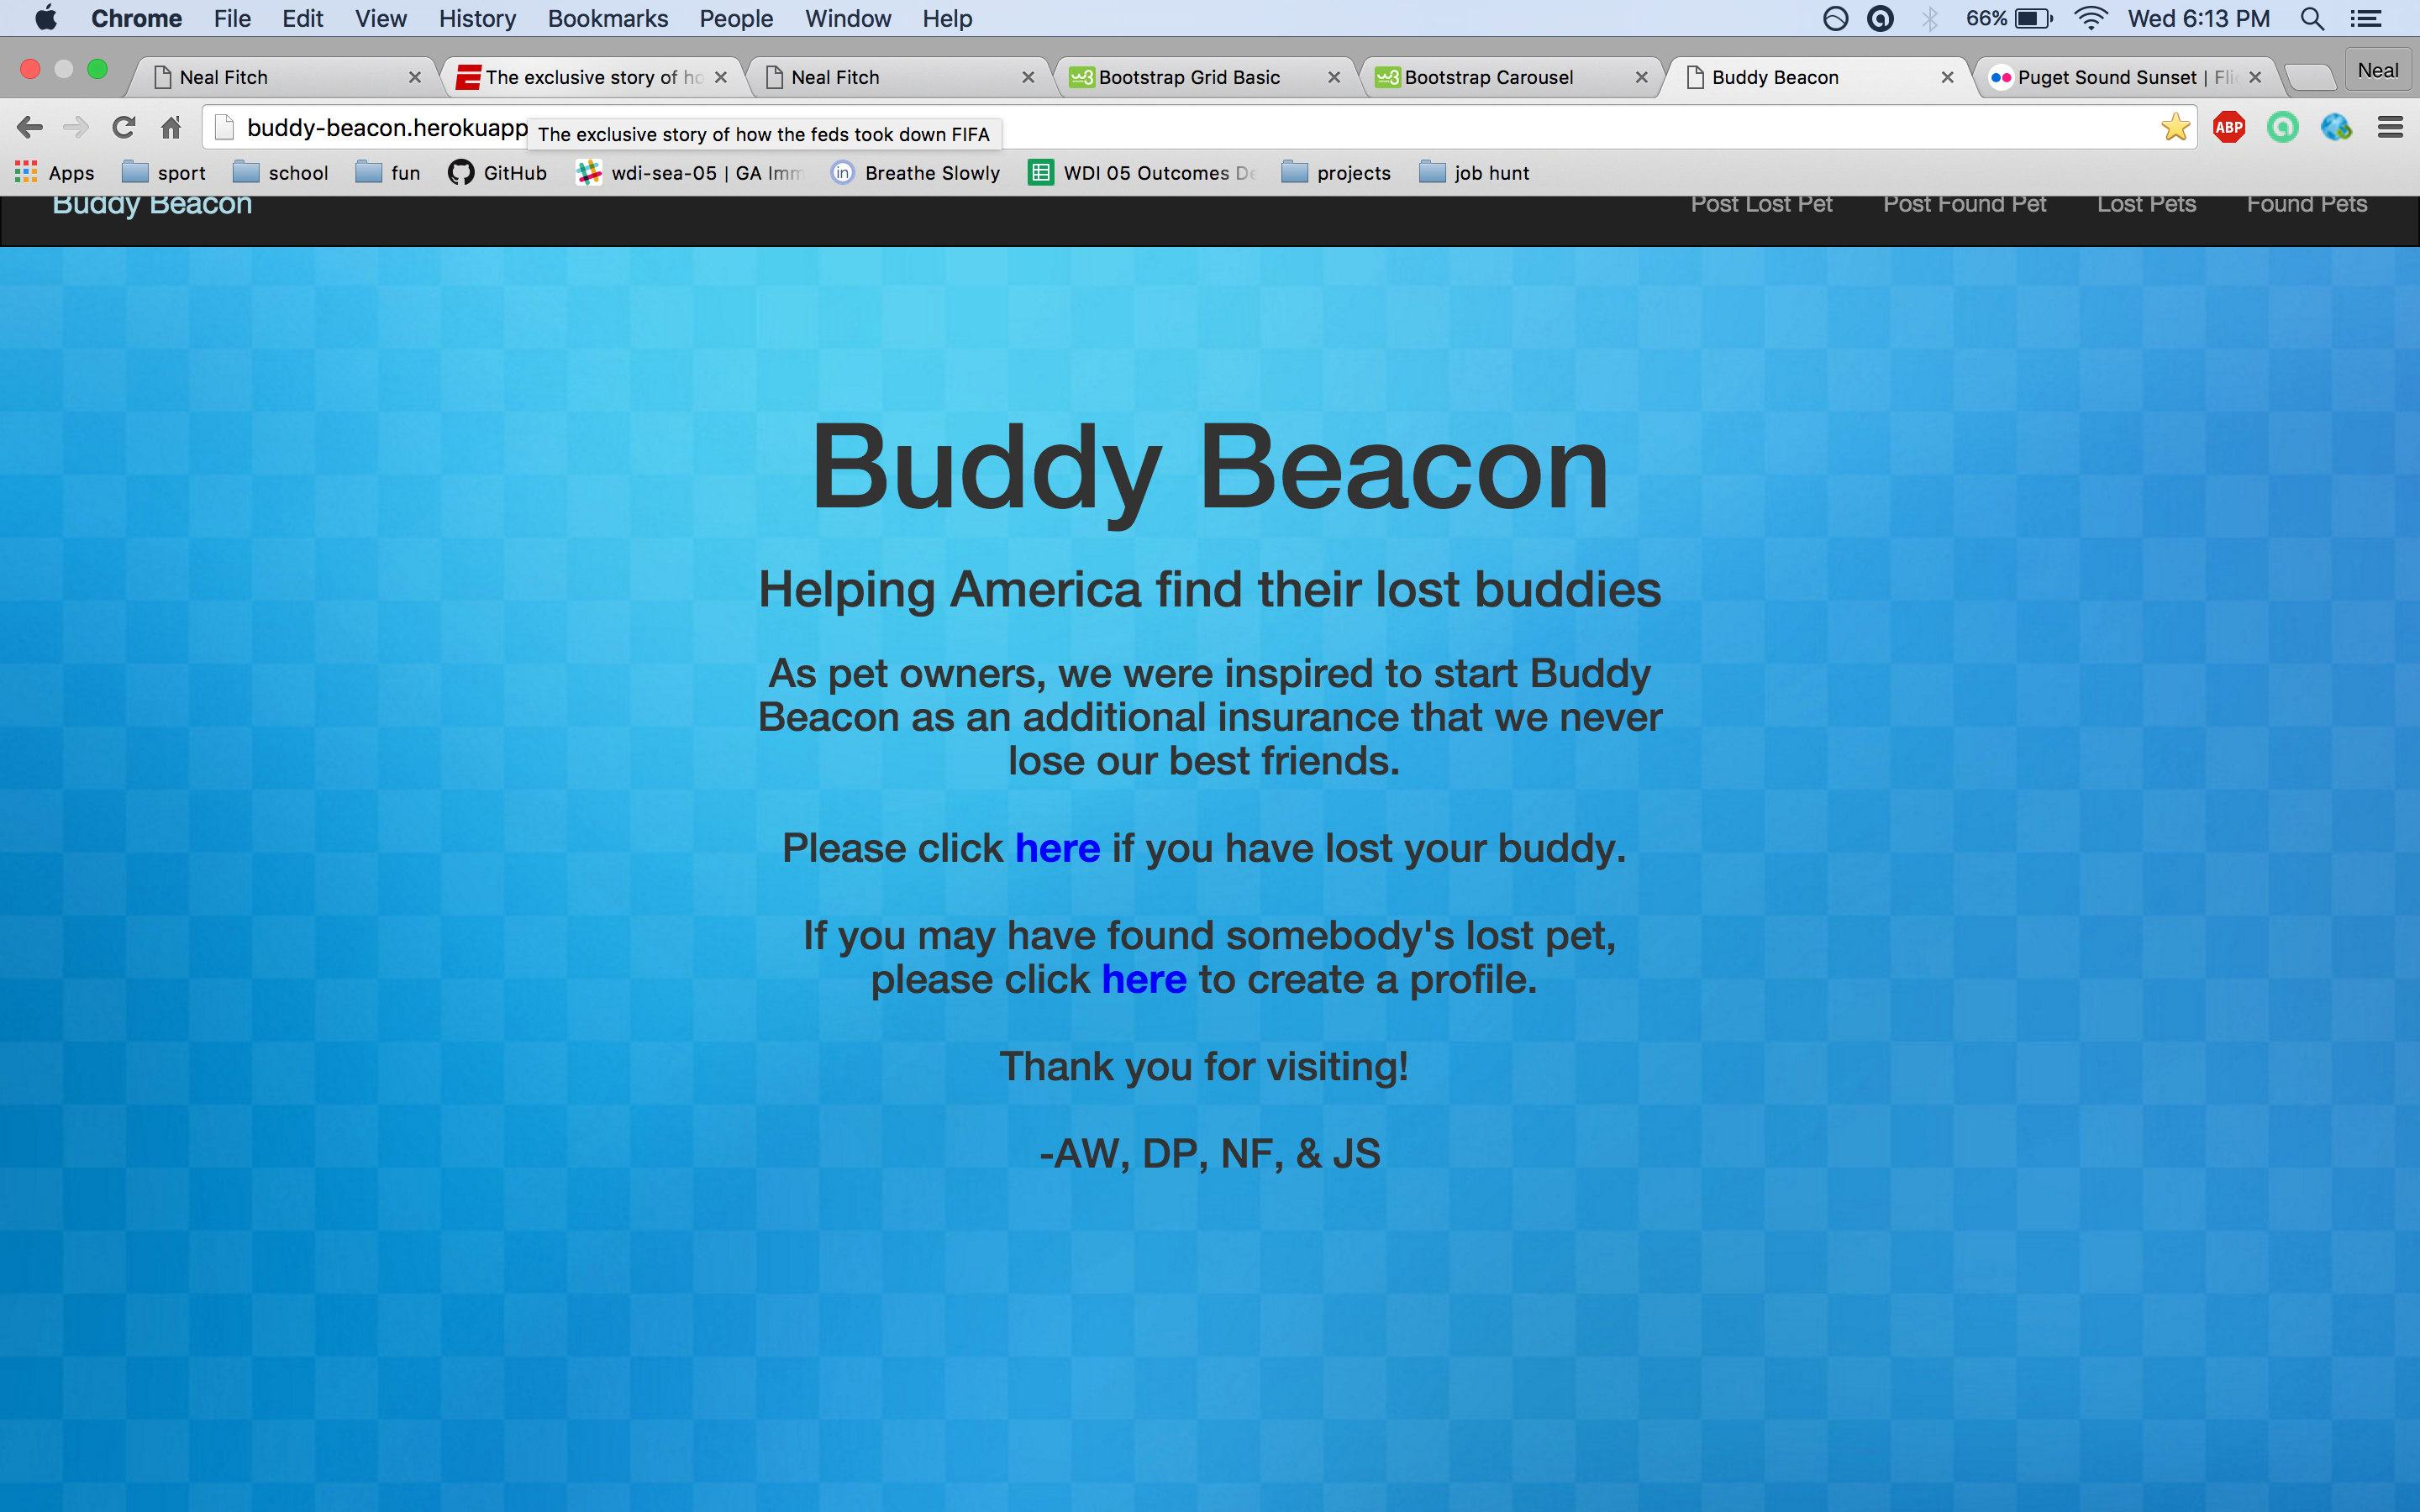 Chrome File Edit View History Bookmarks People Window Help 66% Wed 6:13 PM
Neal Fitch The exclusive story of ho Neal Fitch Bootstrap Grid Basic Bootstrap Carousel Buddy Beacon Puget Sound Sunset | Fli Neal
buddy-beacon.herokuapp The exclusive story of how the feds took down FIFA ABP
Apps sport school fun GitHub wdi-sea-05 | GA Imm in Breathe Slowly WDI 05 Outcomes De projects job hunt
Buddy Beacon Post Lost Pet Post Found Pet Lost Pets Found Pets
Buddy Beacon
Helping America find their lost buddies
As pet owners, we were inspired to start Buddy
Beacon as an additional insurance that we never
lose our best friends.
Please click here if you have lost your buddy.
If you may have found somebody's lost pet,
please click here to create a profile.
Thank you for visiting!
-AW, DP, NF, & JS